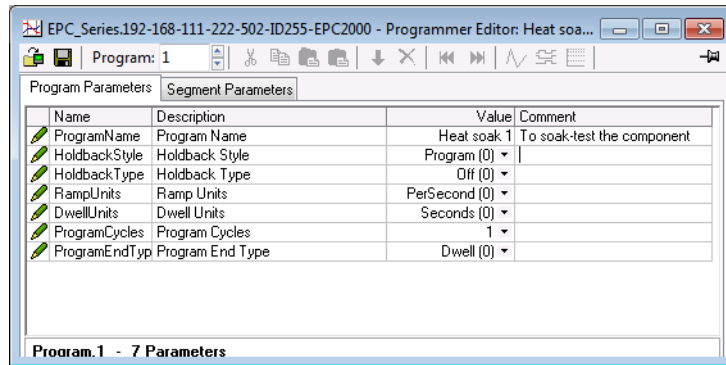 EPC_Series.192-168-111-222-502-ID255-EPC2000 - Programmer Editor: Heat soa...
Program: 1
Program Parameters Segment Parameters
Name Description Value Comment
ProgramName Program Name Heat soak 1 To soak-test the component
HoldbackStyle Holdback Style Program (0)
HoldbackType Holdback Type Off (0)
RampUnits Ramp Units PerSecond (0)
DwellUnits Dwell Units Seconds (0)
ProgramCycles Program Cycles 1
ProgramEndTyp Program End Type Dwell (0)
Program.1 - 7 Parameters